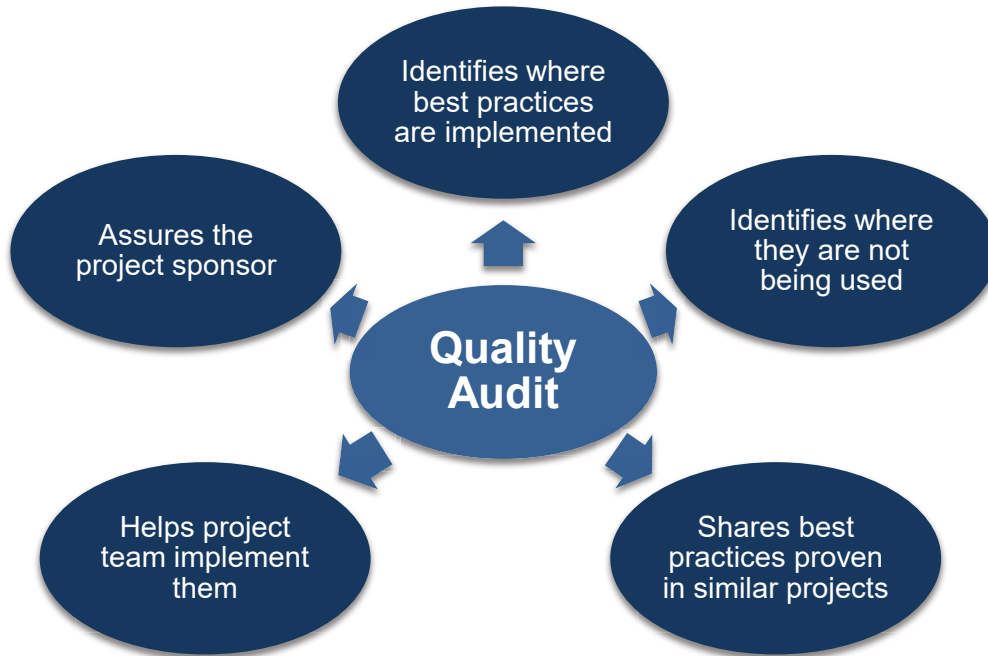 Identifies where
best practices
are implemented
Assures the
project sponsor
Identifies where
they are not
being used
Quality
Audit
Helps project
team implement
them
Shares best
practices proven
in similar projects